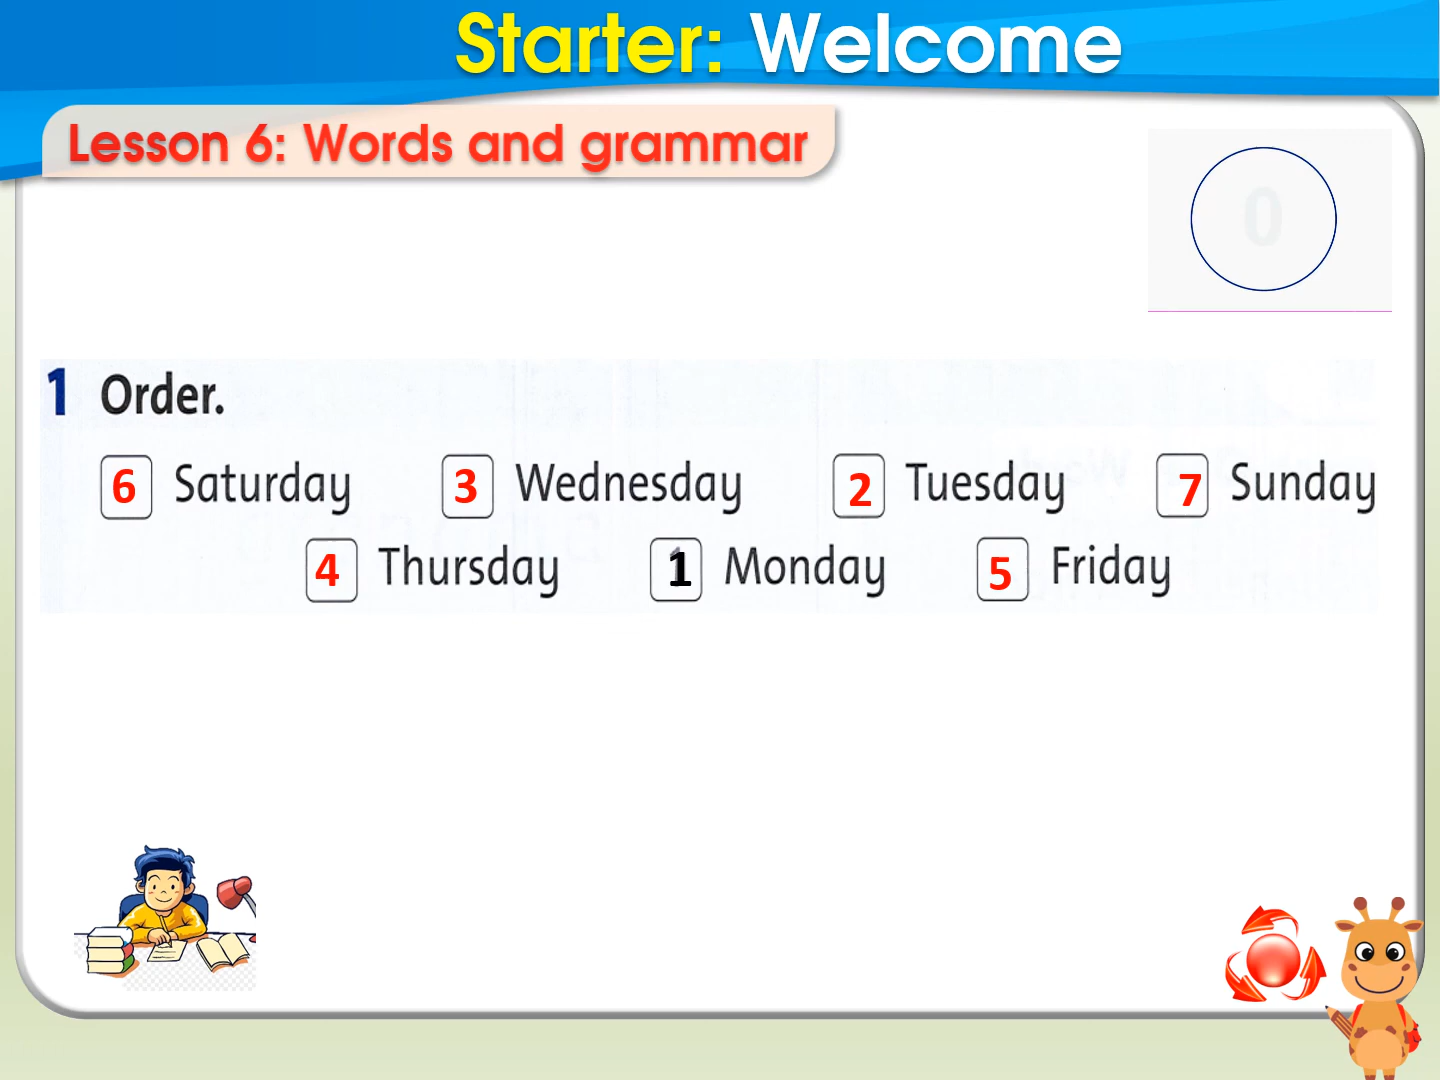 Starter: Welcome
Lesson 6: Words and grammar
0
1 Order.
6 Saturday 3 Wednesday 2 Tuesday 7 Sunday
4 Thursday 1 Monday 5 Friday